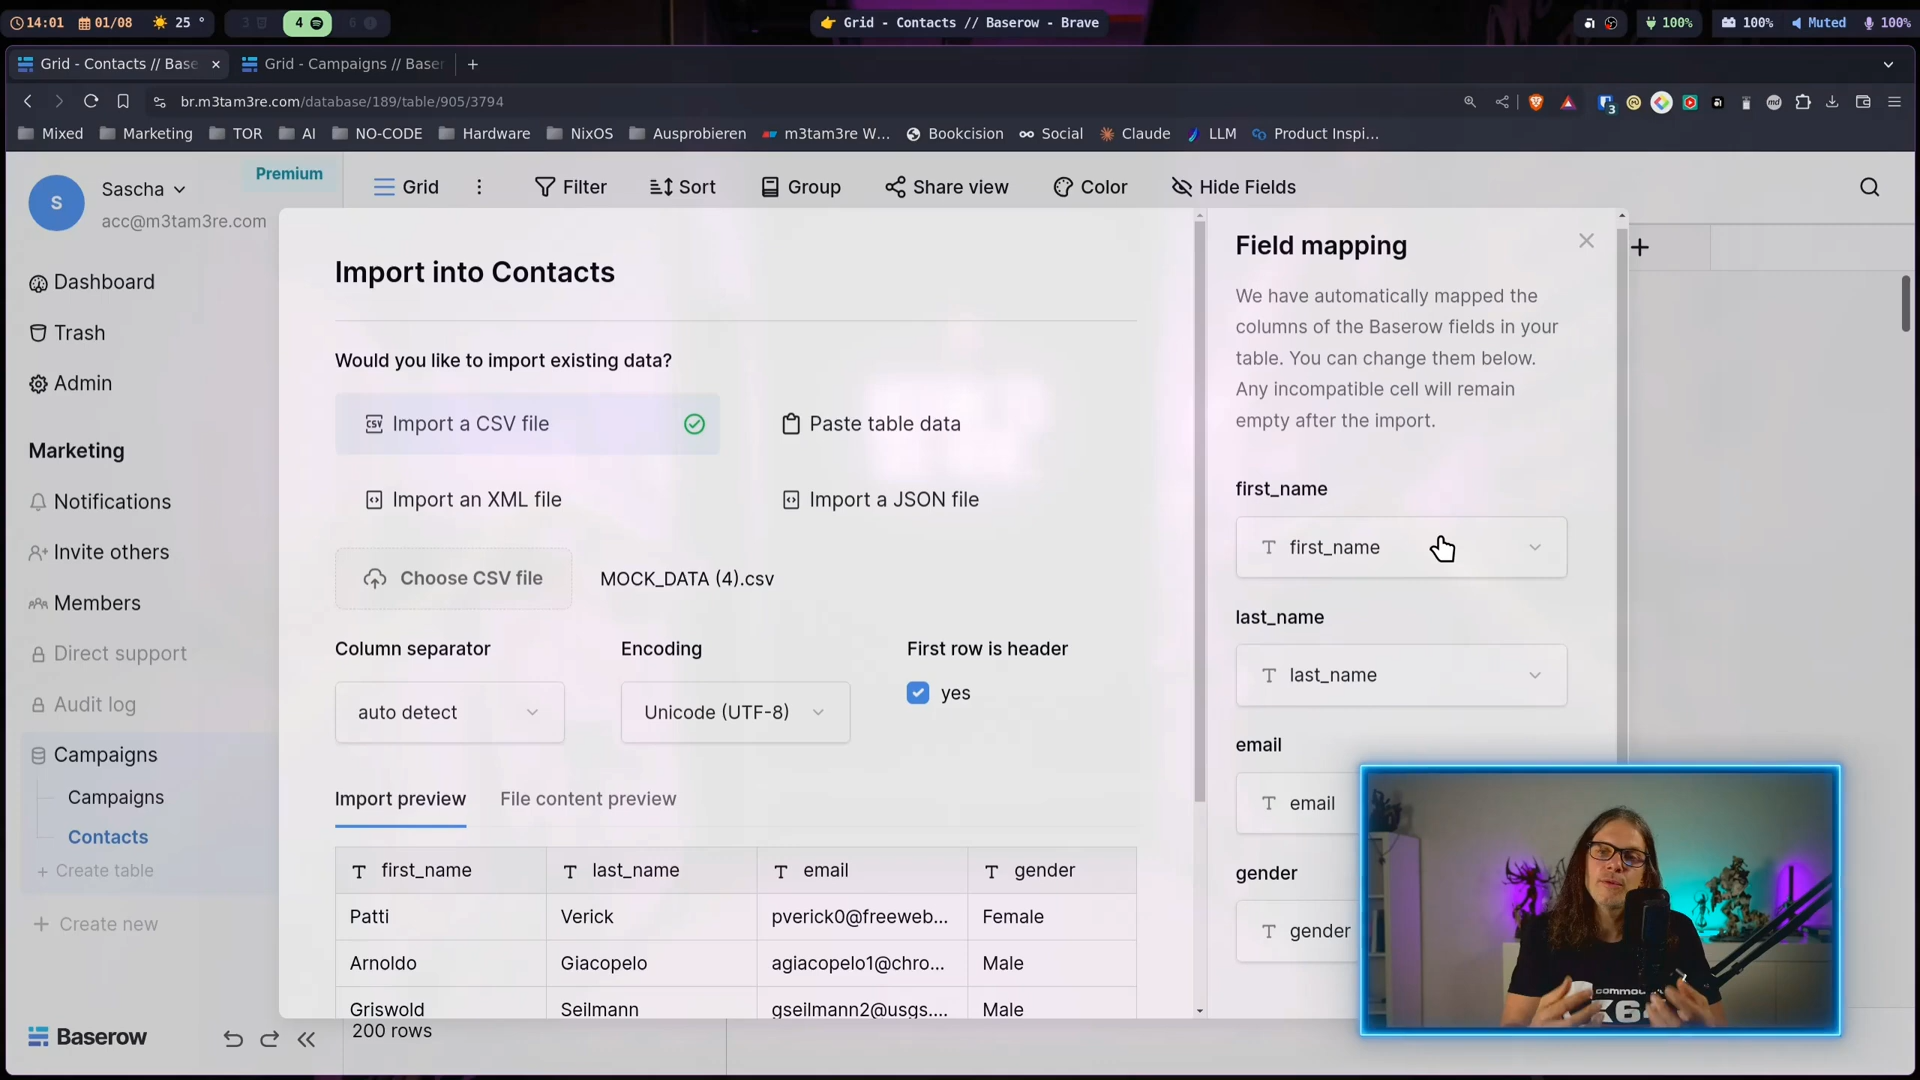 14:01 01/08 25 °
3 4 6
Grid - Contacts // Baserow - Brave
100% 100% Muted 100%
Grid - Contacts // Base
Grid - Campaigns // Baser
br.m3tam3re.com/database/189/table/905/3794
Mixed Marketing TOR AI NO-CODE Hardware NixOS Ausprobieren m3tam3re W... Bookcision Social Claude LLM Product Inspi...
S
Sascha
Premium
acc@m3tam3re.com
Grid Filter Sort Group Share view Color Hide Fields
Dashboard
Trash
Admin
Marketing
Notifications
Invite others
Members
Direct support
Audit log
Campaigns
Campaigns
Contacts
+ Create table
+ Create new
Baserow
Import into Contacts
Would you like to import existing data?
Import a CSV file
Paste table data
Import an XML file
Import a JSON file
Choose CSV file
MOCK_DATA (4).csv
Column separator
Encoding
First row is header
auto detect
Unicode (UTF-8)
yes
Import preview
File content preview
first_name last_name email gender
Patti Verick pverick0@freeweb... Female
Arnoldo Giacopelo agiacopelo1@chro... Male
Griswold Seilmann gseilmann2@usgs.... Male
200 rows
Field mapping
We have automatically mapped the
columns of the Baserow fields in your
table. You can change them below.
Any incompatible cell will remain
empty after the import.
first_name
first_name
last_name
last_name
email
email
gender
gender